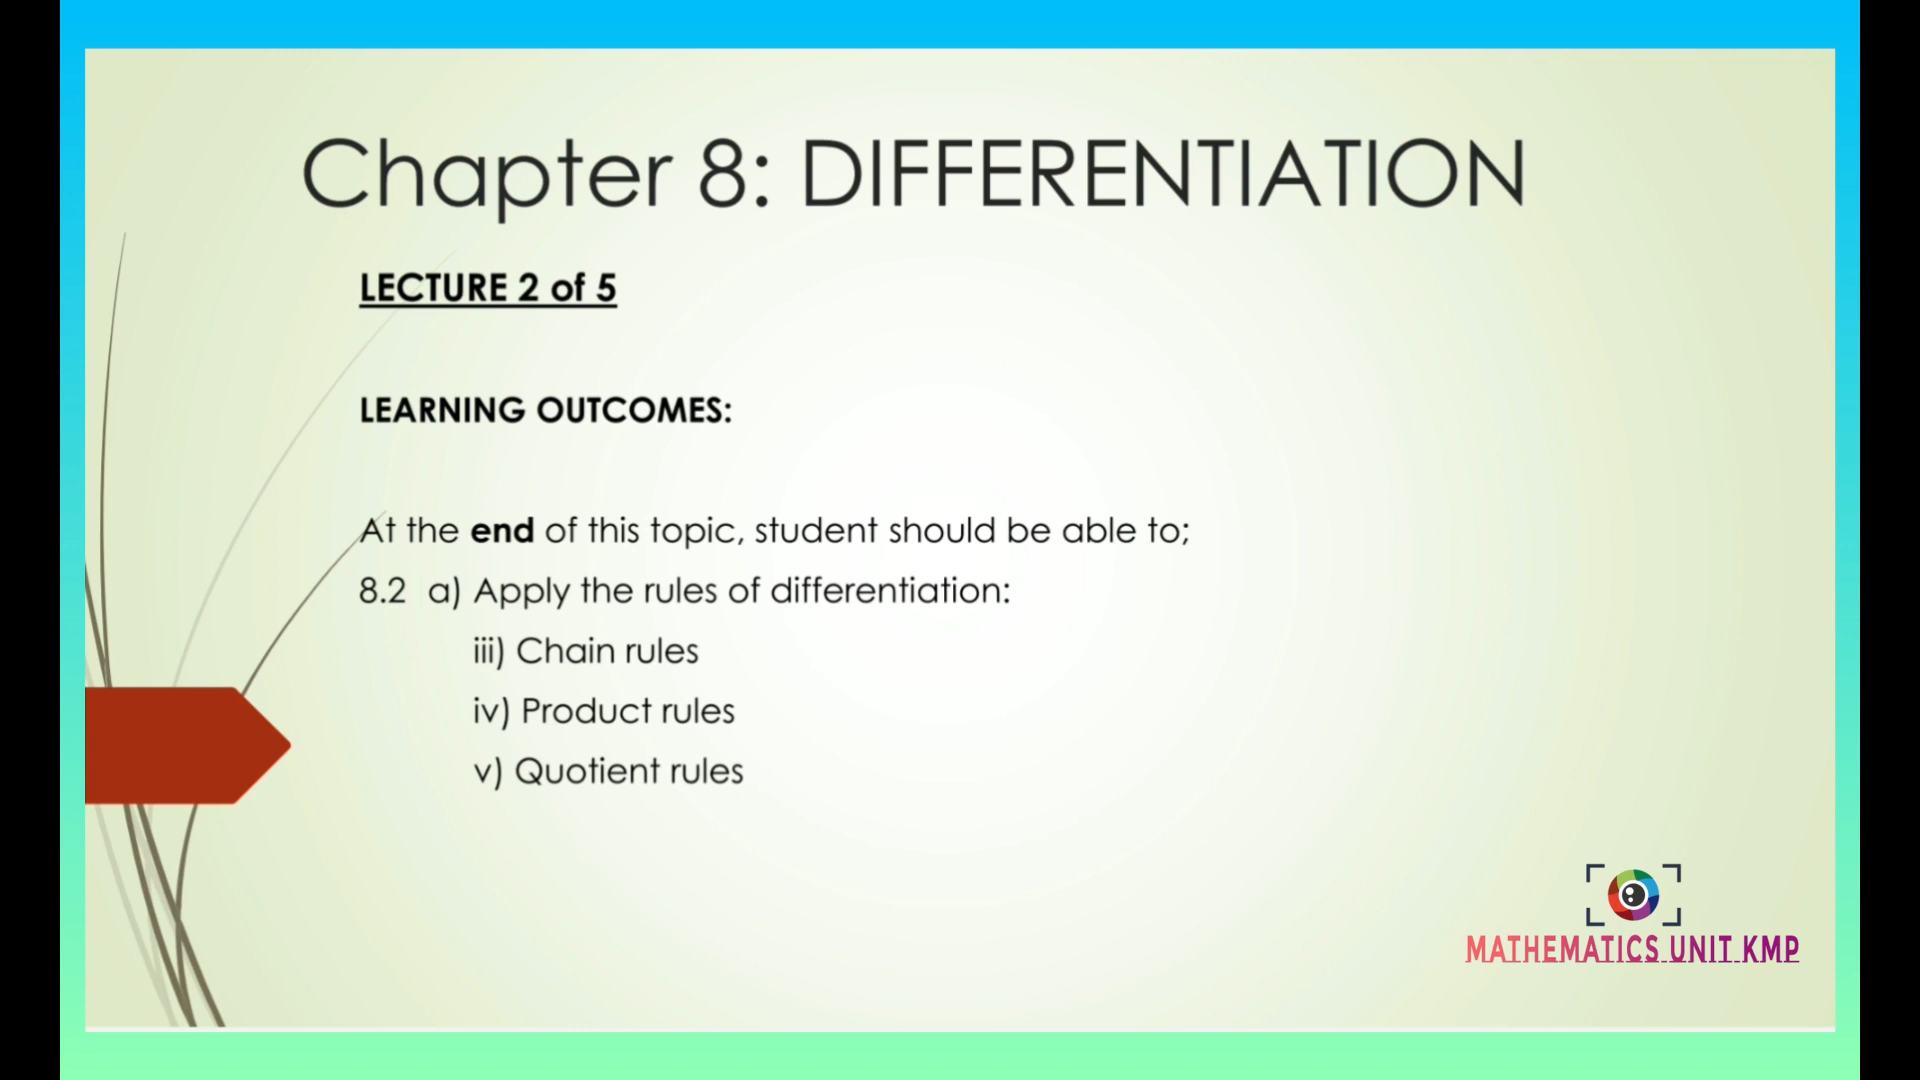 Chapter 8: DIFFERENTIATION
LECTURE 2 of 5
LEARNING OUTCOMES:
At the end of this topic, student should be able to;
8.2 a) Apply the rules of differentiation:
iii) Chain rules
iv) Product rules
v) Quotient rules
MATHEMATICS UNIT KMP